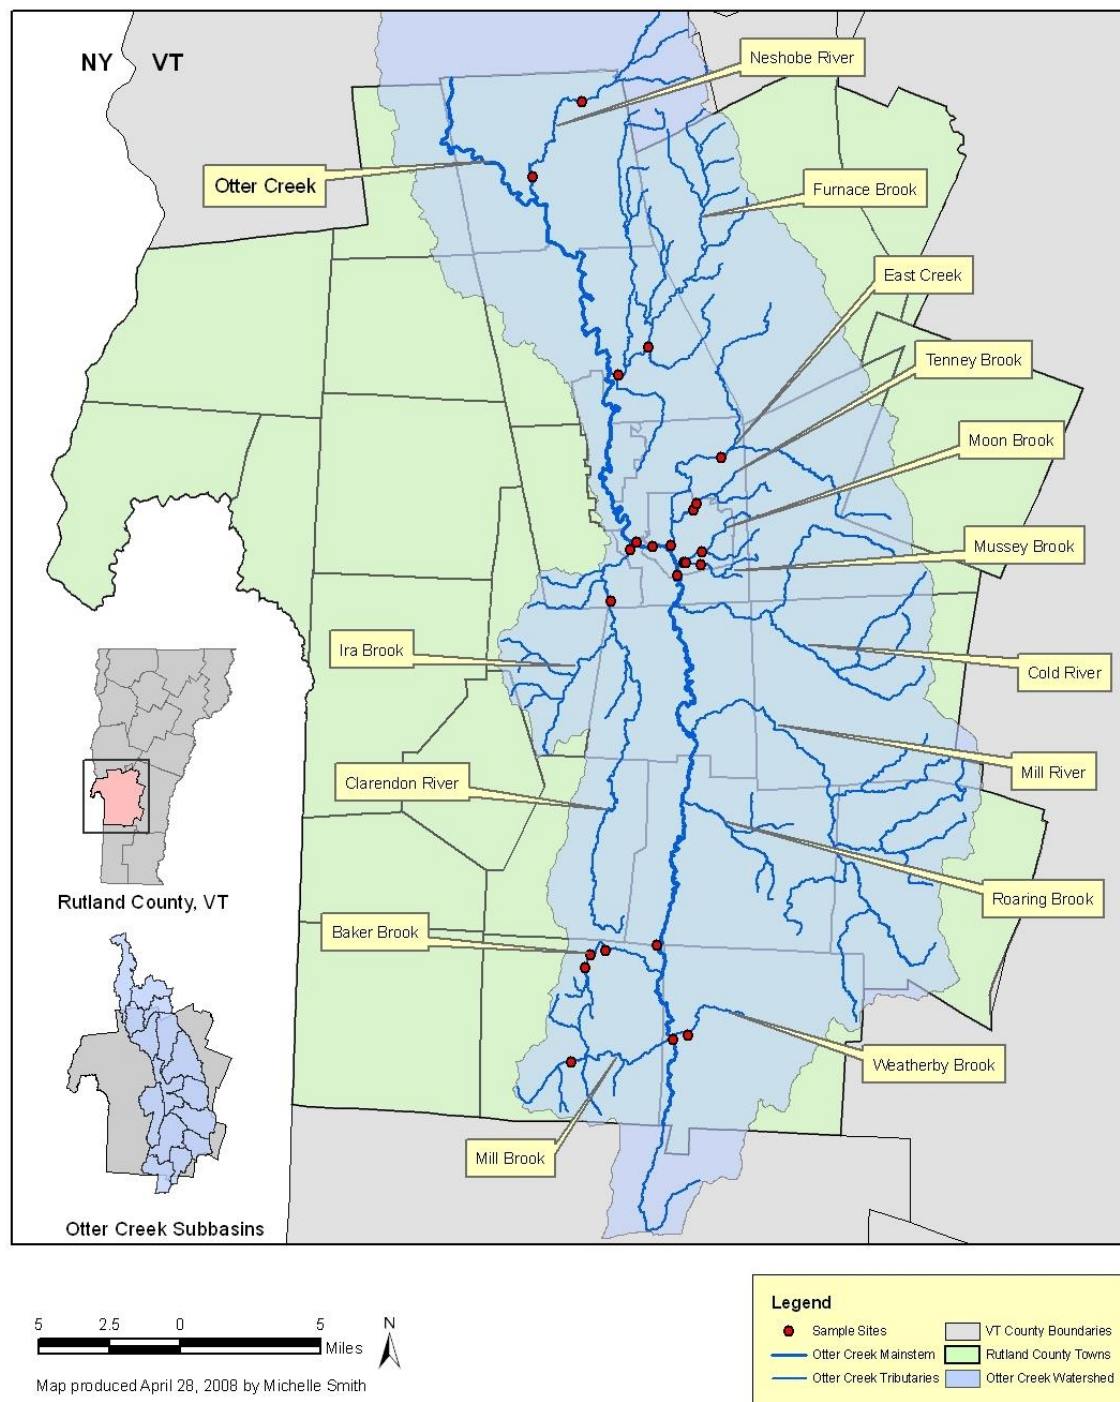 NY VT
Neshobe River
Otter Creek
Furnace Brook
East Creek
Tenney Brook
Moon Brook
Mussey Brook
Ira Brook
Cold River
Clarendon River
Mill River
Rutland County, VT
Roaring Brook
Baker Brook
Weatherby Brook
Mill Brook
Otter Creek Subbasins
5 2.5 0 5
Miles
N
Map produced April 28, 2008 by Michelle Smith
Legend
Sample Sites
Otter Creek Mainstem
Otter Creek Tributaries
VT County Boundaries
Rutland County Towns
Otter Creek Watershed